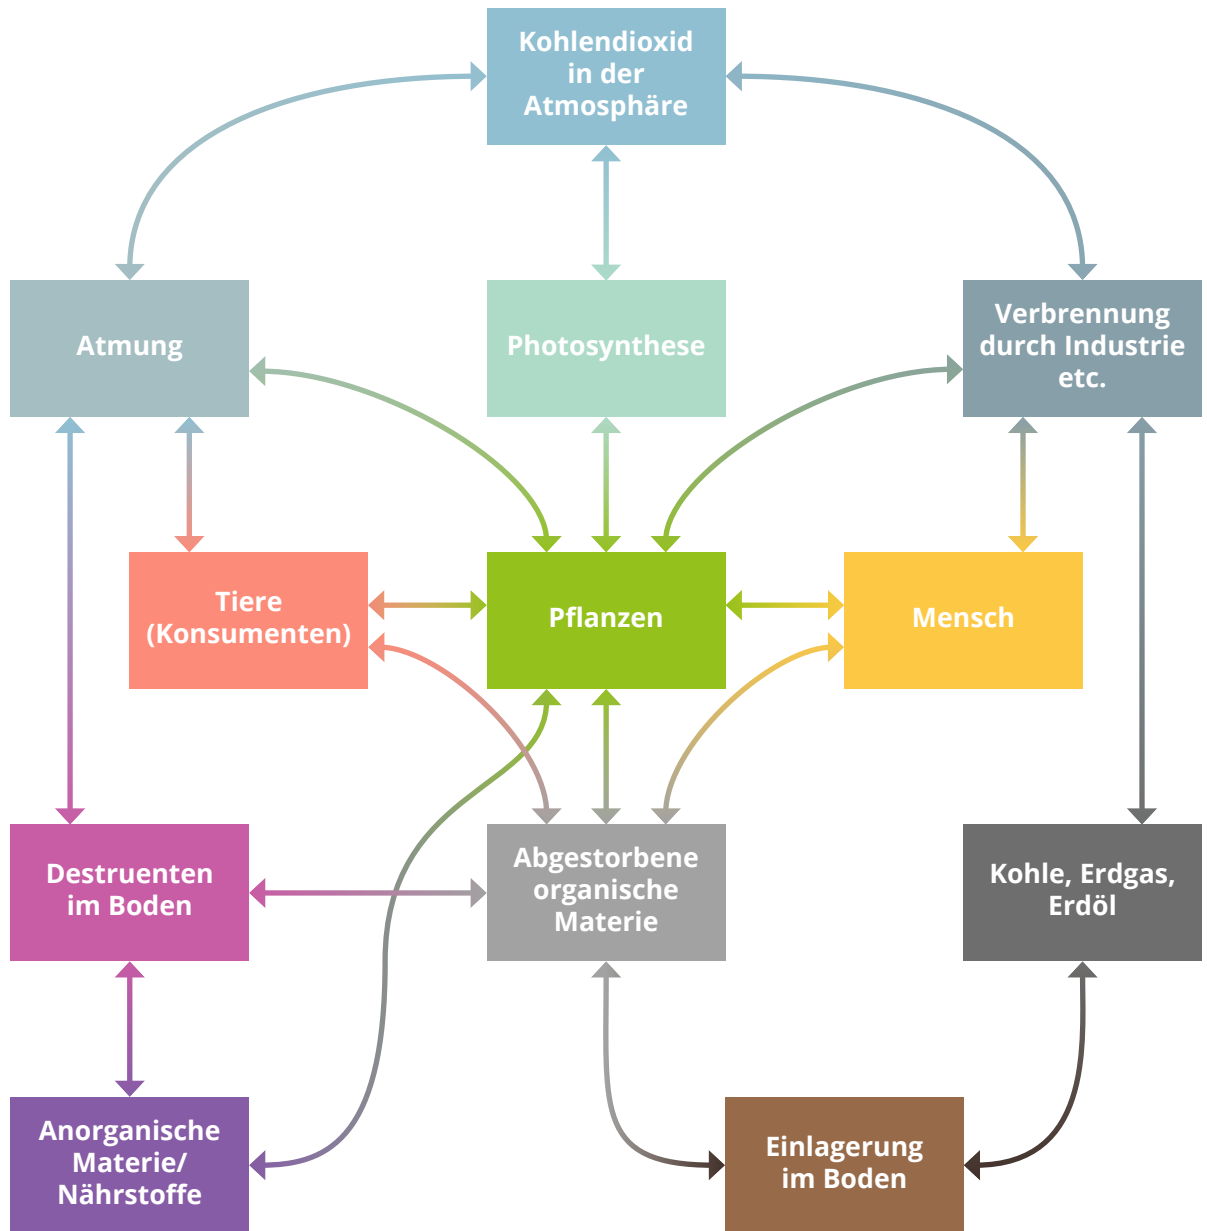 Kohlendioxid
in der
Atmosphäre
Atmung
Photosynthese
Verbrennung
durch Industrie
etc.
Tiere
(Konsumenten)
Pflanzen
Mensch
Destruenten
im Boden
Abgestorbene
organische
Materie
Kohle, Erdgas,
Erdöl
Anorganische
Materie/
Nährstoffe
Einlagerung
im Boden